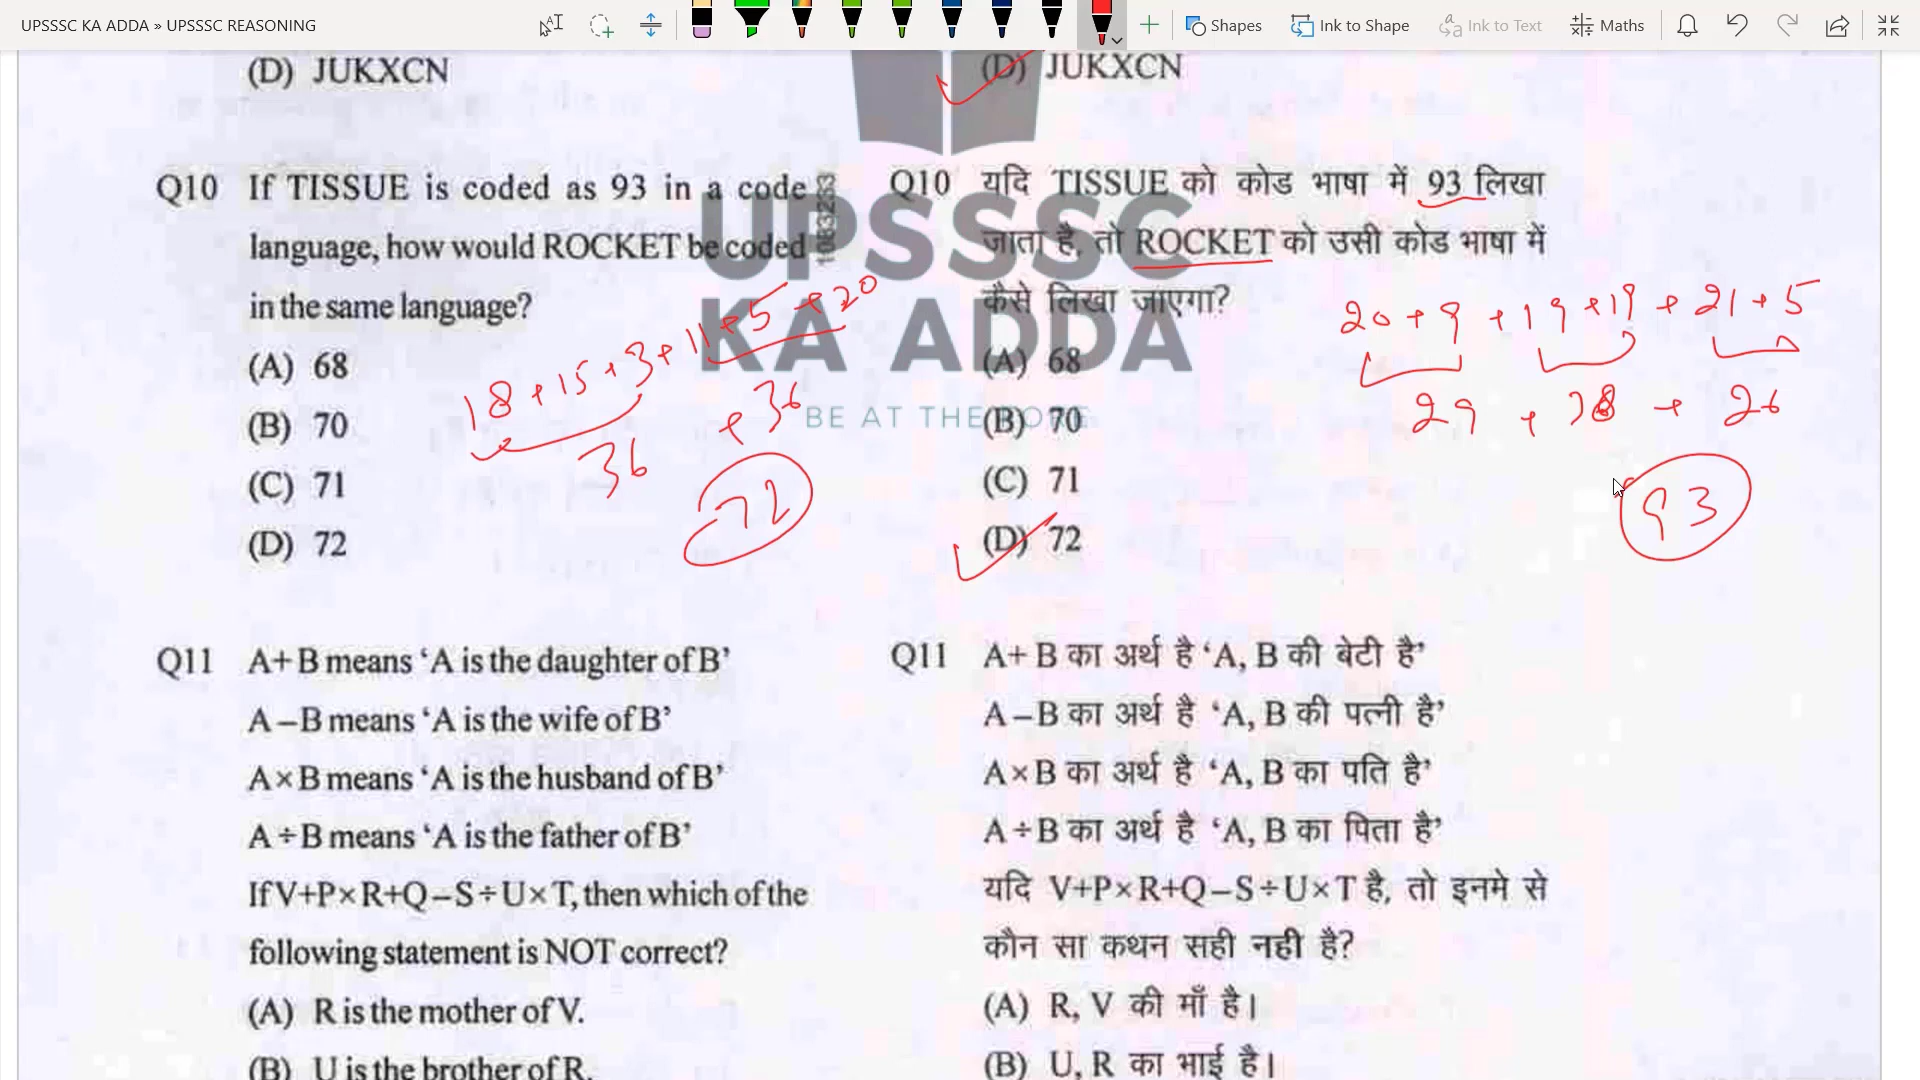 UPSSSC KA ADDA » UPSSSC REASONING
Shapes
Ink to Shape
Ink to Text
Maths
(D) JUKXCN
(D) JUKXCN
Q10 If TISSUE is coded as 93 in a code
language, how would ROCKET be coded
in the same language?
(A) 68
(B) 70
(C) 71
(D) 72
18+15+3+11+5+20
36
+36
72
1083263
UPSSSC
KA ADDA
BE AT THE
Q10 यदि TISSUE को कोड भाषा में 93 लिखा
जाता है, तो ROCKET को उसी कोड भाषा में
कैसे लिखा जाएगा?
(A) 68
(B) 70
(C) 71
(D) 72
20+9+19+19+21+5
29+38+26
93
Q11 A+B means ‘A is the daughter of B’
A–B means ‘A is the wife of B’
A×B means ‘A is the husband of B’
A÷B means ‘A is the father of B’
If V+P×R+Q–S÷U×T, then which of the
following statement is NOT correct?
(A) R is the mother of V.
(B) U is the brother of R.
Q11 A+B का अर्थ है ‘A, B की बेटी है’
A–B का अर्थ है ‘A, B की पत्नी है’
A×B का अर्थ है ‘A, B का पति है’
A÷B का अर्थ है ‘A, B का पिता है’
यदि V+P×R+Q–S÷U×T है, तो इनमे से
कौन सा कथन सही नही है?
(A) R, V की माँ है।
(B) U, R का भाई है।